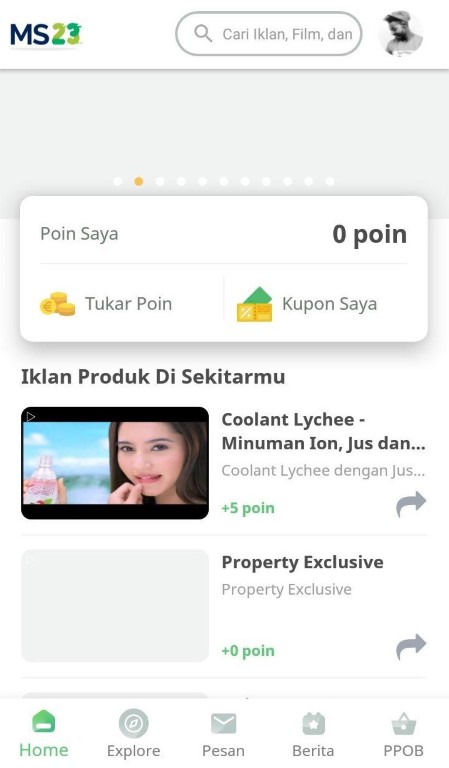 MS23
Cari Iklan, Film, dan
Poin Saya
0 poin
Tukar Poin
Kupon Saya
Iklan Produk Di Sekitarmu
Coolant Lychee -
Minuman Ion, Jus dan...
Coolant Lychee dengan Jus...
+5 poin
Property Exclusive
Property Exclusive
+0 poin
Home
Explore
Pesan
Berita
PPOB